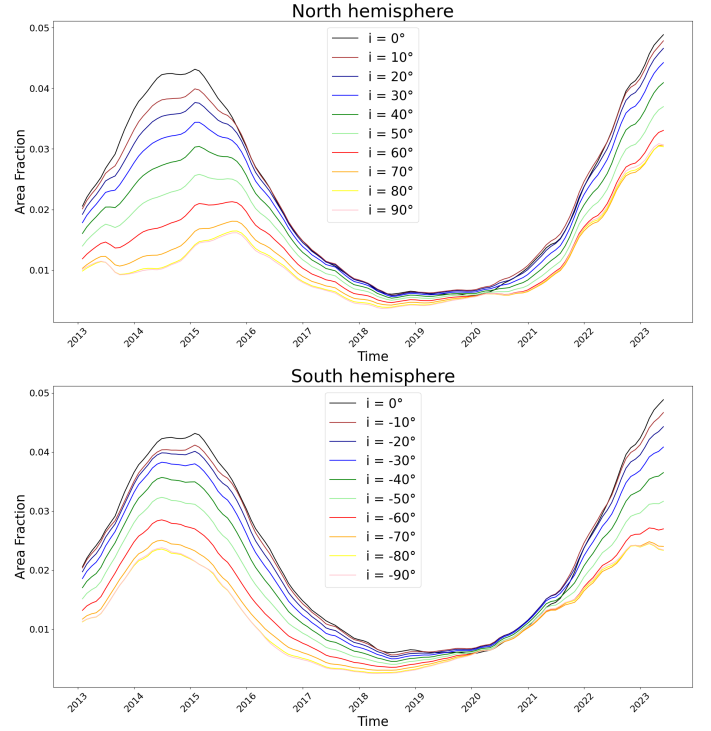 North hemisphere
0.05
0.04
0.03
0.02
0.01
Area Fraction
i = 0°
i = 10°
i = 20°
i = 30°
i = 40°
i = 50°
i = 60°
i = 70°
i = 80°
i = 90°
2013
2014
2015
2016
2017
2018
2019
2020
2021
2022
2023
Time
South hemisphere
0.05
0.04
0.03
0.02
0.01
Area Fraction
i = 0°
i = -10°
i = -20°
i = -30°
i = -40°
i = -50°
i = -60°
i = -70°
i = -80°
i = -90°
2013
2014
2015
2016
2017
2018
2019
2020
2021
2022
2023
Time